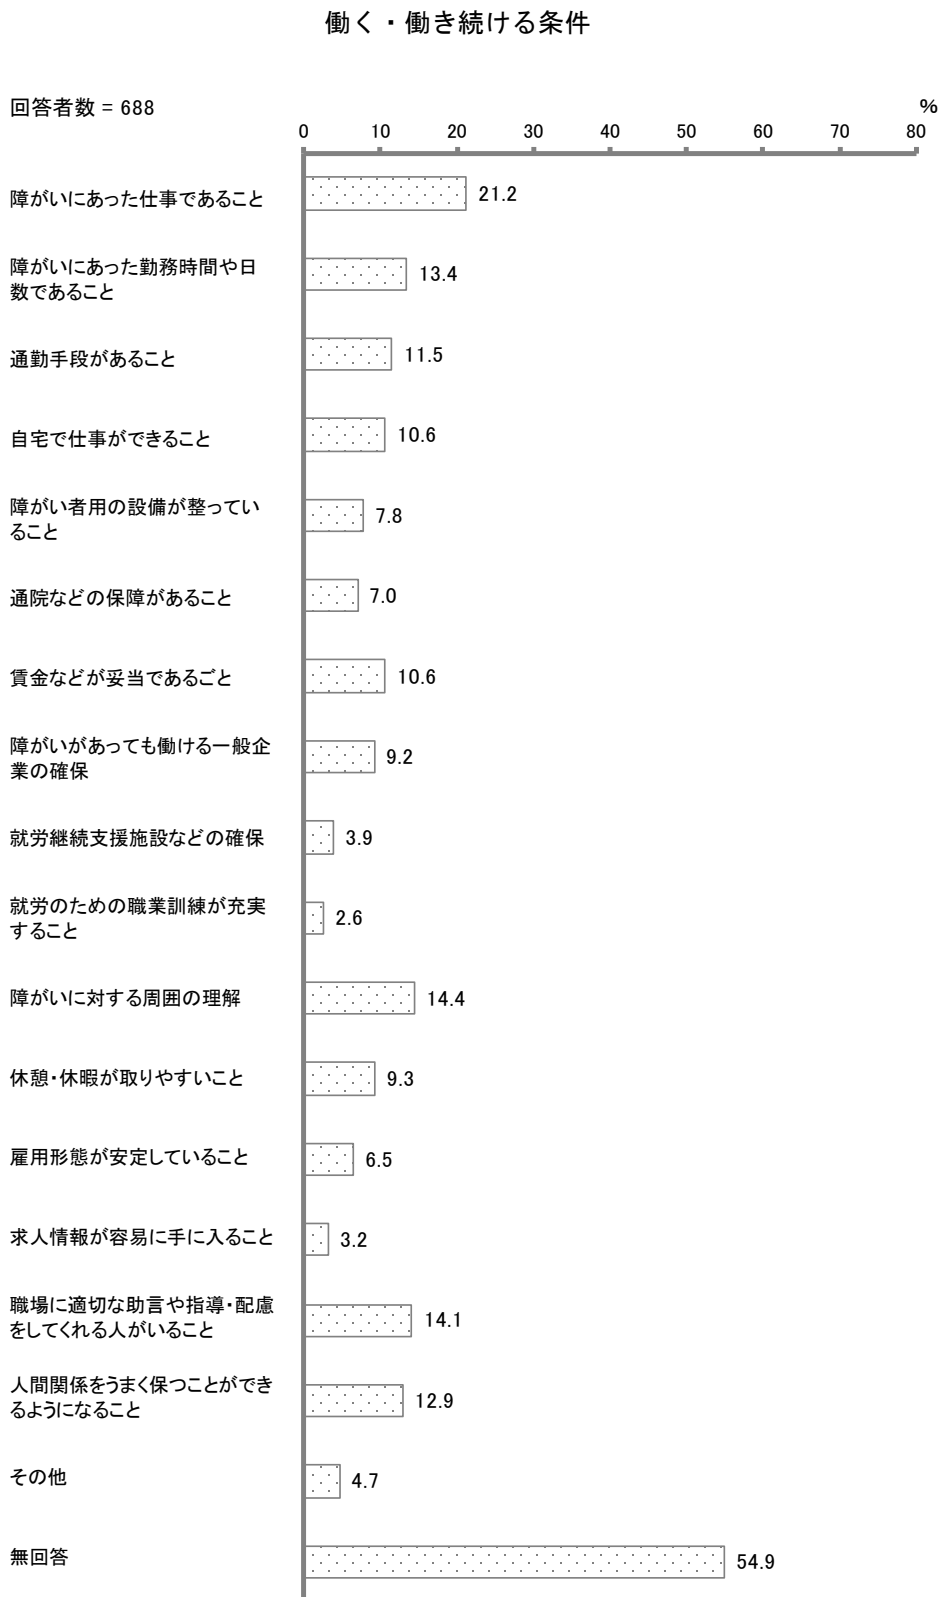 働く・働き続ける条件
回答者数 = 688
%
0 10 20 30 40 50 60 70 80
障がいにあった仕事であること 21.2
障がいにあった勤務時間や日
数であること
13.4
通勤手段があること 11.5
自宅で仕事ができること 10.6
障がい者用の設備が整ってい
ること
7.8
通院などの保障があること 7.0
賃金などが妥当であるごと 10.6
障がいがあっても働ける一般企
業の確保
9.2
就労継続支援施設などの確保 3.9
就労のための職業訓練が充実
すること
2.6
障がいに対する周囲の理解 14.4
休憩・休暇が取りやすいこと 9.3
雇用形態が安定していること 6.5
求人情報が容易に手に入ること 3.2
職場に適切な助言や指導・配慮
をしてくれる人がいること
14.1
人間関係をうまく保つことができ
るようになること
12.9
その他 4.7
無回答 54.9